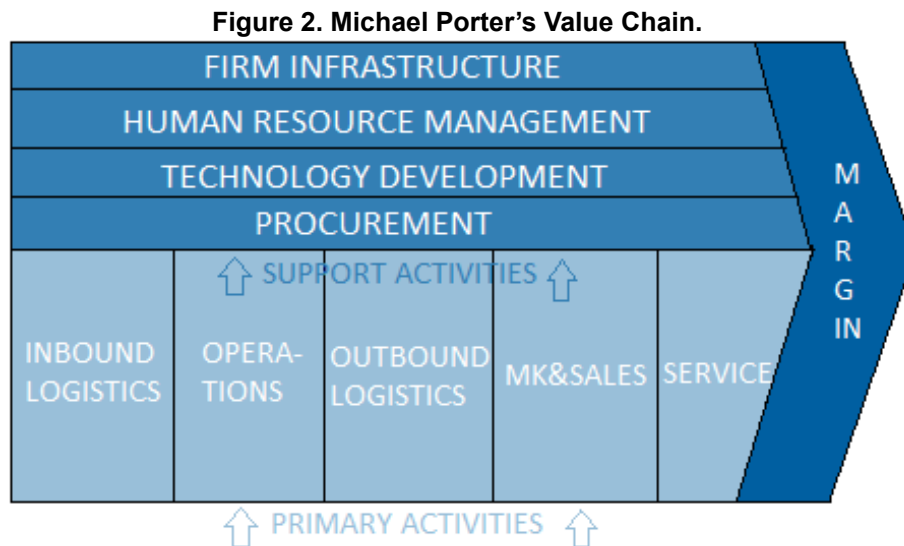 Figure 2. Michael Porter’s Value Chain.
FIRM INFRASTRUCTURE
HUMAN RESOURCE MANAGEMENT
TECHNOLOGY DEVELOPMENT
PROCUREMENT
SUPPORT ACTIVITIES
INBOUND
LOGISTICS
OPERA-
TIONS
OUTBOUND
LOGISTICS
MK&SALES
SERVICE
M
A
R
G
IN
PRIMARY ACTIVITIES